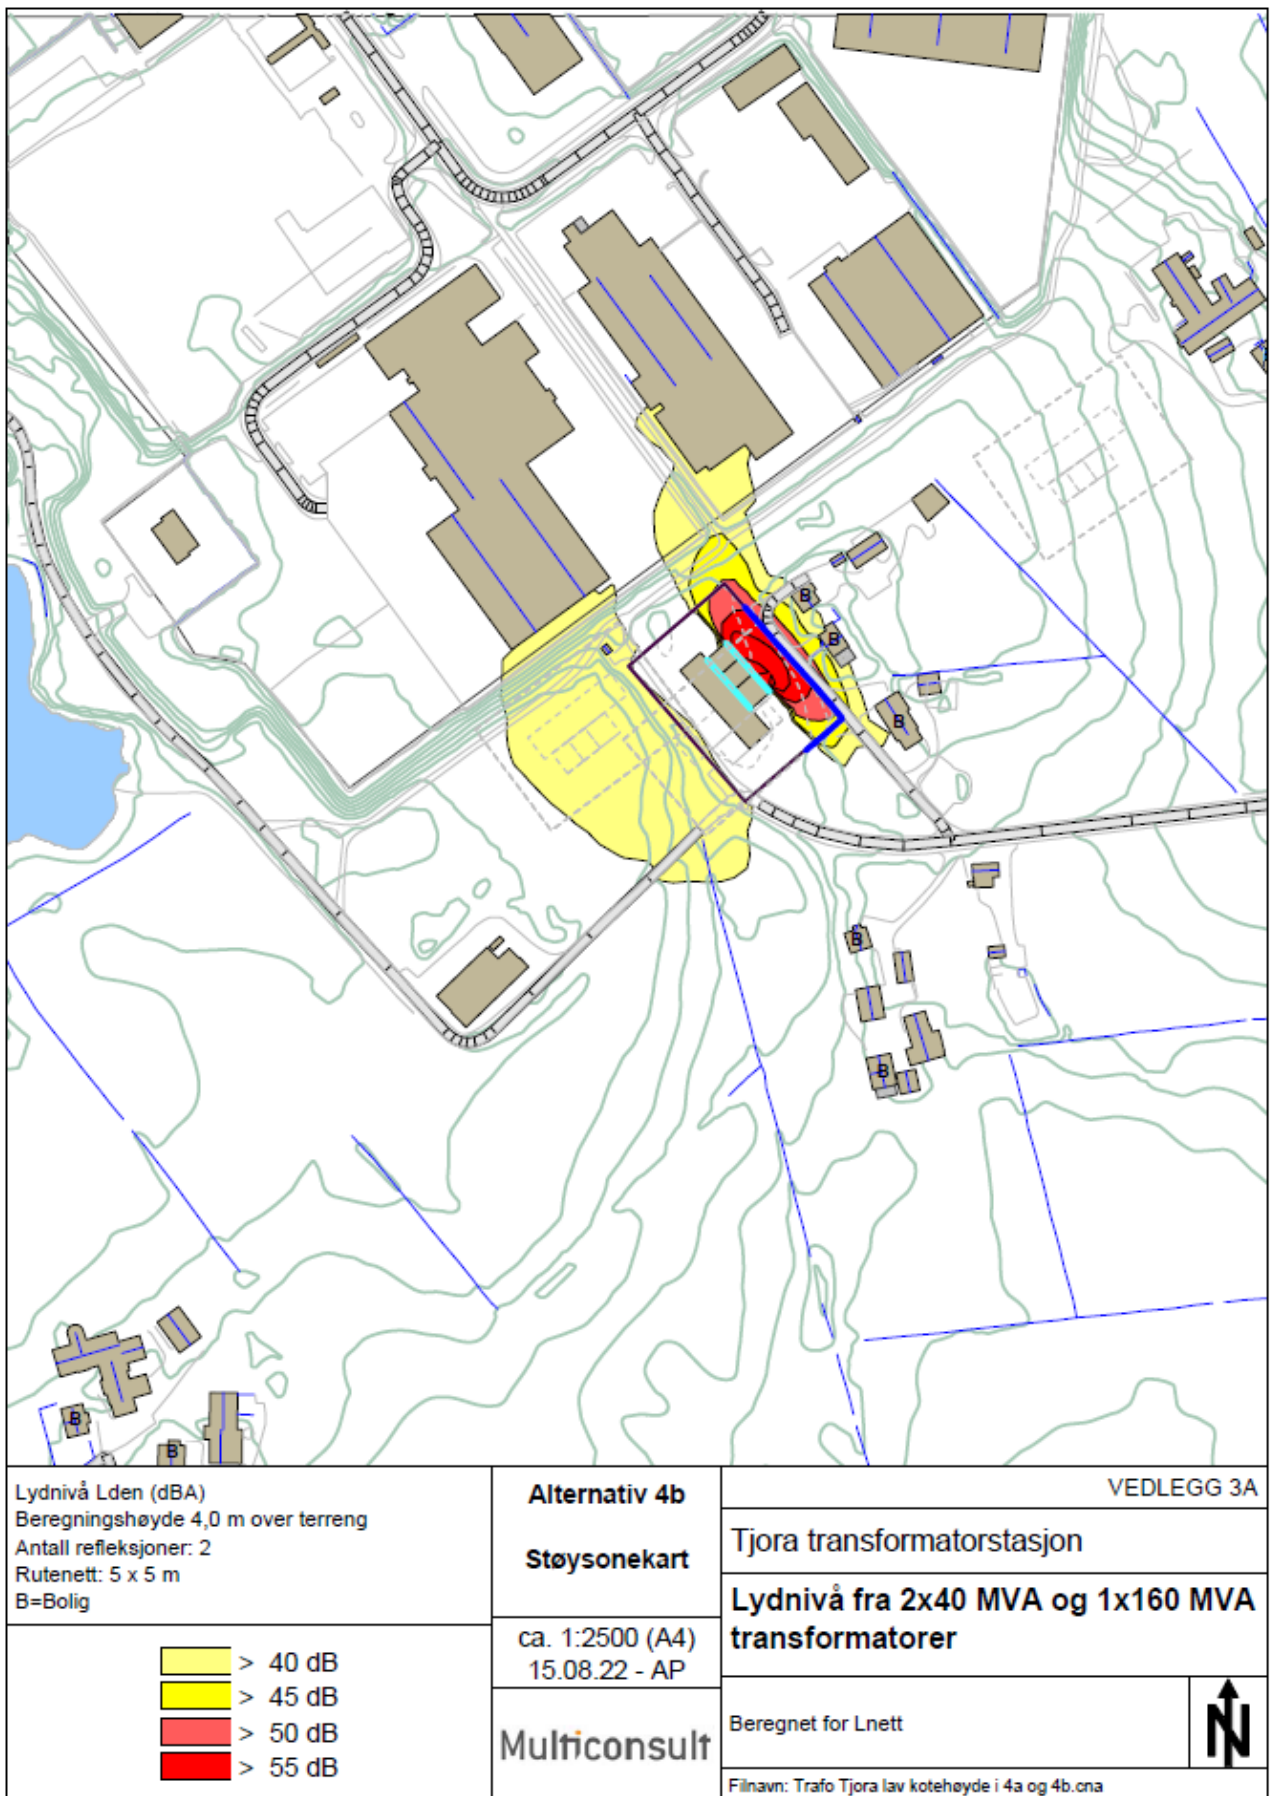 B
B
B
B
B
B
B
Lydnivå Lden (dBA)
Beregningshøyde 4,0 m over terreng
Antall refleksjoner: 2
Rutenett: 5 x 5 m
B=Bolig
> 40 dB
> 45 dB
> 50 dB
> 55 dB
Alternativ 4b
Støysonekart
ca. 1:2500 (A4)
15.08.22 - AP
Multiconsult
VEDLEGG 3A
Tjora transformatorstasjon
Lydnivå fra 2x40 MVA og 1x160 MVA
transformatorer
Beregnet for Lnett
N
Filnavn: Trafo Tjora lav kotehøyde i 4a og 4b.cna